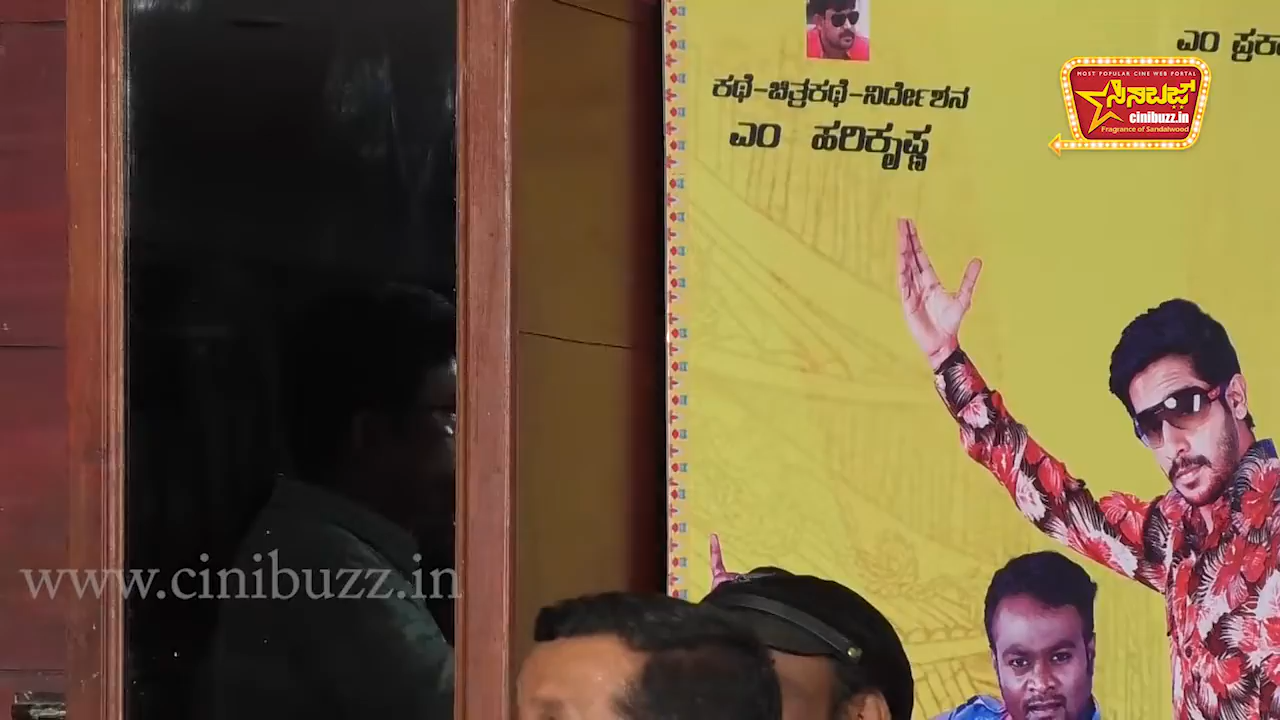 ಎಂ ಪ್ರಕಾ
ಕಥೆ-ಚಿತ್ರಕಥೆ-ನಿರ್ದೇಶನ
ಎಂ ಹರಿಕೃಷ್ಣ
MOST POPULAR CINE WEB PORTAL
ಸಿನಿಬಜ್
cinibuzz.in
Fragrance of Sandalwood
www.cinibuzz.in